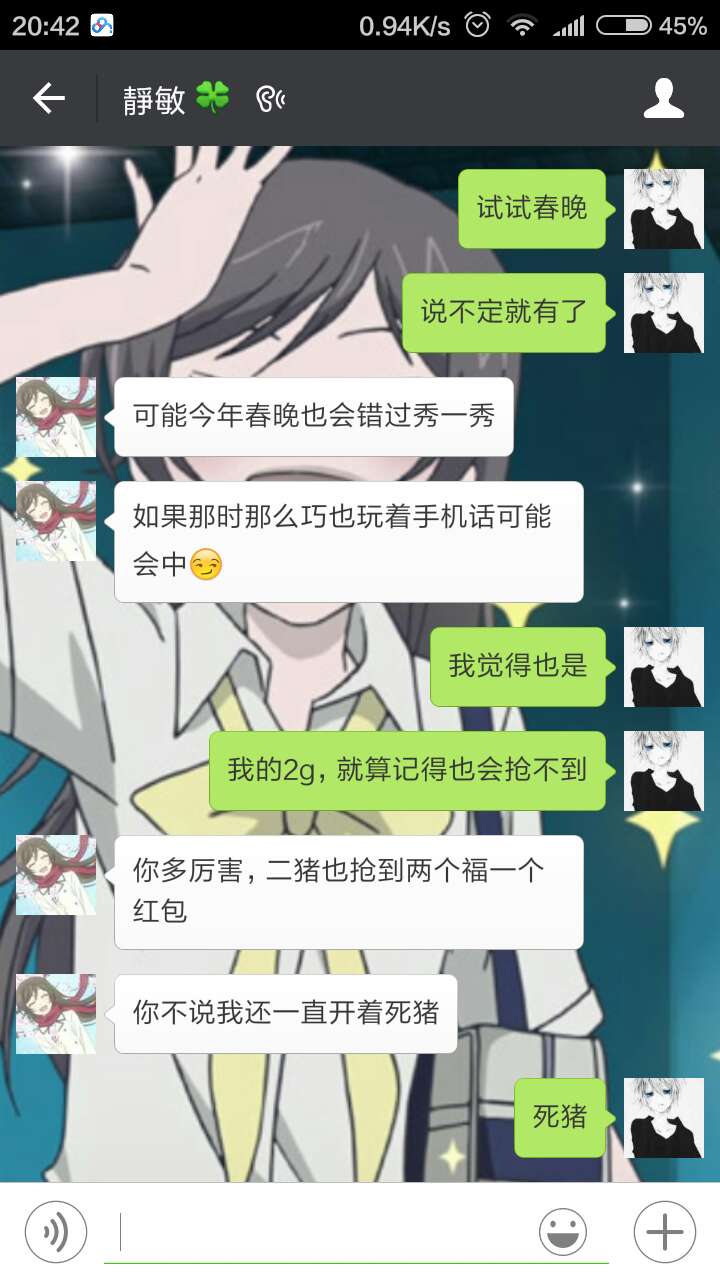 20:42 0.94K/s 45%
靜敏🍀
试试春晚
说不定就有了
可能今年春晚也会错过秀一秀
如果那时那么巧也玩着手机话可能
会中😏
我觉得也是
我的2g，就算记得也会抢不到
你多厉害，二猪也抢到两个福一个
红包
你不说我还一直开着死猪
死猪